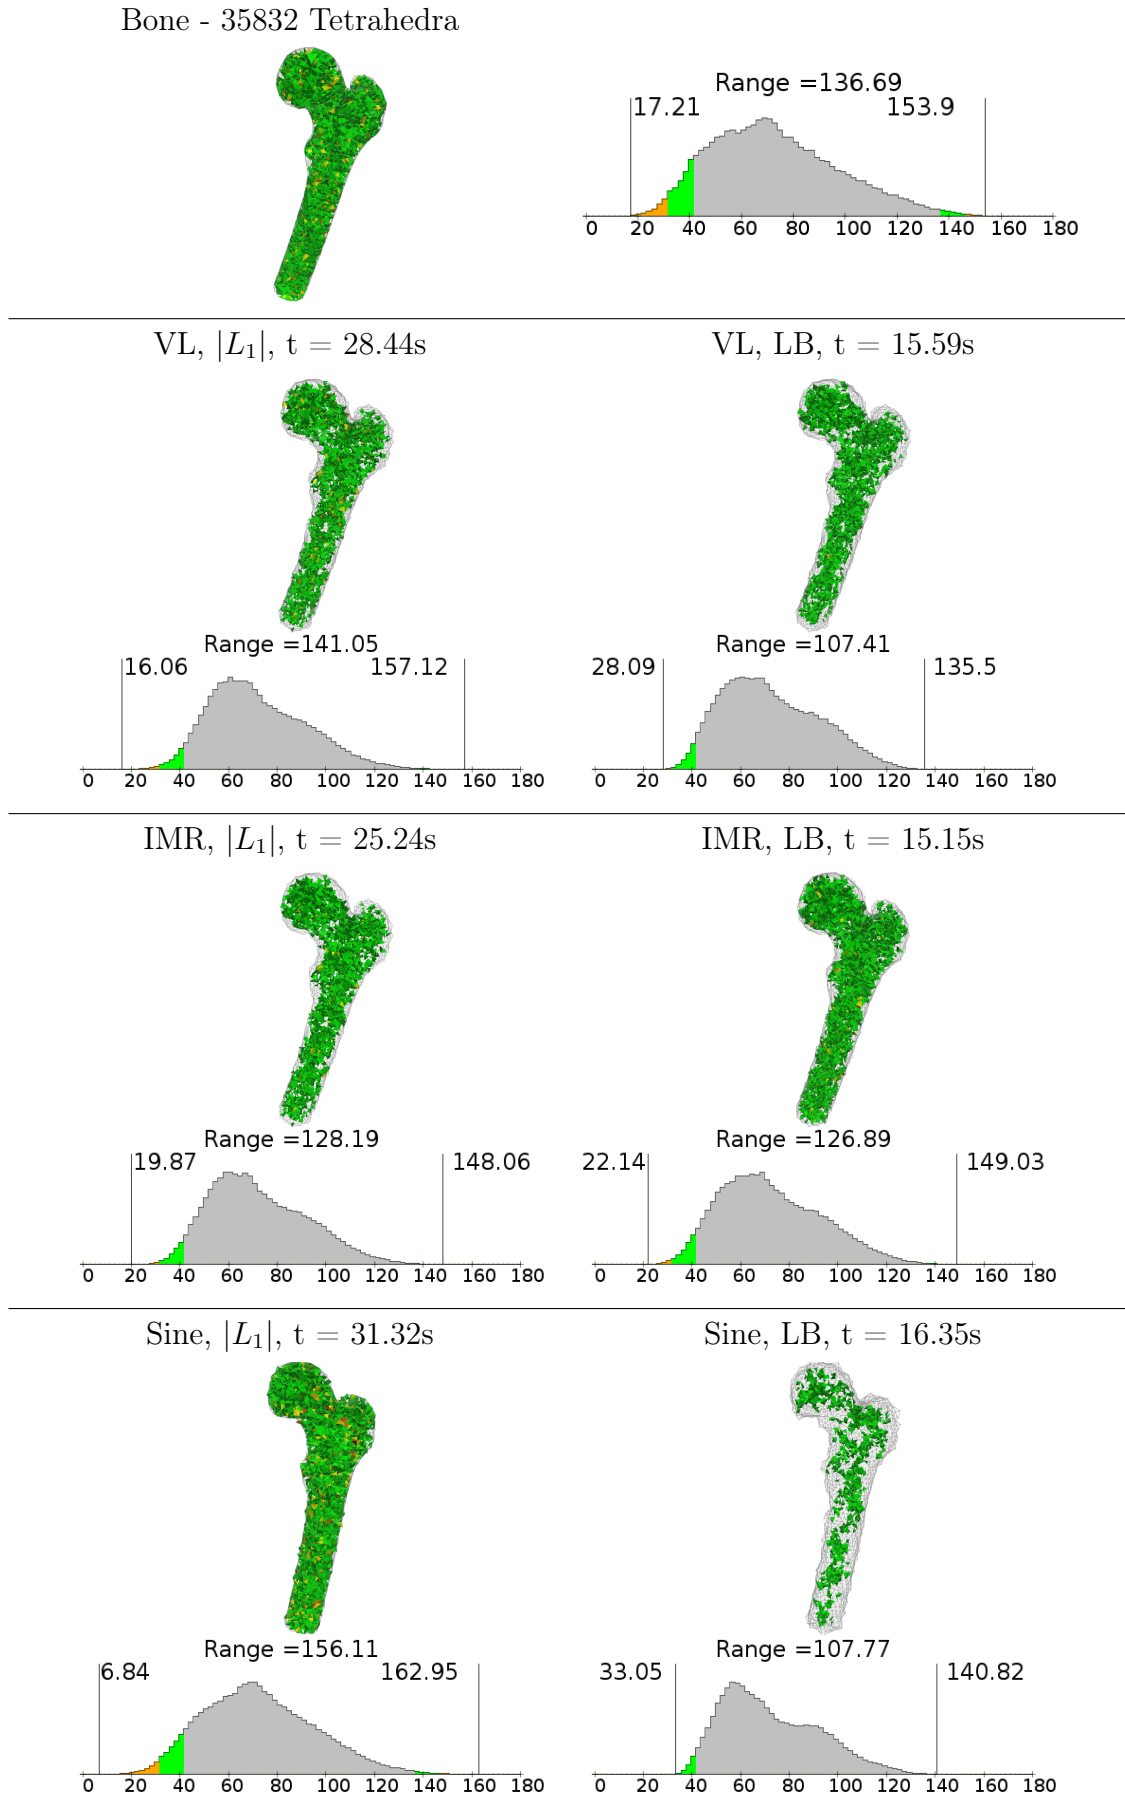 Bone - 35832 Tetrahedra
Range =136.69
17.21 153.9
0 20 40 60 80 100 120 140 160 180
VL, |L₁|, t = 28.44s
Range =141.05
16.06 157.12
0 20 40 60 80 100 120 140 160 180
VL, LB, t = 15.59s
Range =107.41
28.09 135.5
0 20 40 60 80 100 120 140 160 180
IMR, |L₁|, t = 25.24s
Range =128.19
19.87 148.06
0 20 40 60 80 100 120 140 160 180
IMR, LB, t = 15.15s
Range =126.89
22.14 149.03
0 20 40 60 80 100 120 140 160 180
Sine, |L₁|, t = 31.32s
Range =156.11
6.84 162.95
0 20 40 60 80 100 120 140 160 180
Sine, LB, t = 16.35s
Range =107.77
33.05 140.82
0 20 40 60 80 100 120 140 160 180